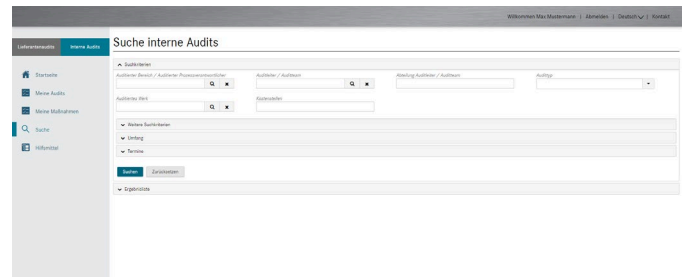 Willkommen Max Mustermann | Abmelden | Deutsch | Kontakt
Lieferantenaudits Interne Audits
Suche interne Audits
Suchkriterien
Auditierter Bereich / Auditierter Prozessverantwortlicher
Auditleiter / Auditteam
Abteilung Auditleiter / Auditteam
Audittyp
Auditiertes Werk
Kostenstellen
Weitere Suchkriterien
Umfang
Termine
Suchen Zurücksetzen
Ergebnisliste
Startseite
Meine Audits
Meine Maßnahmen
Suche
Hilfsmittel